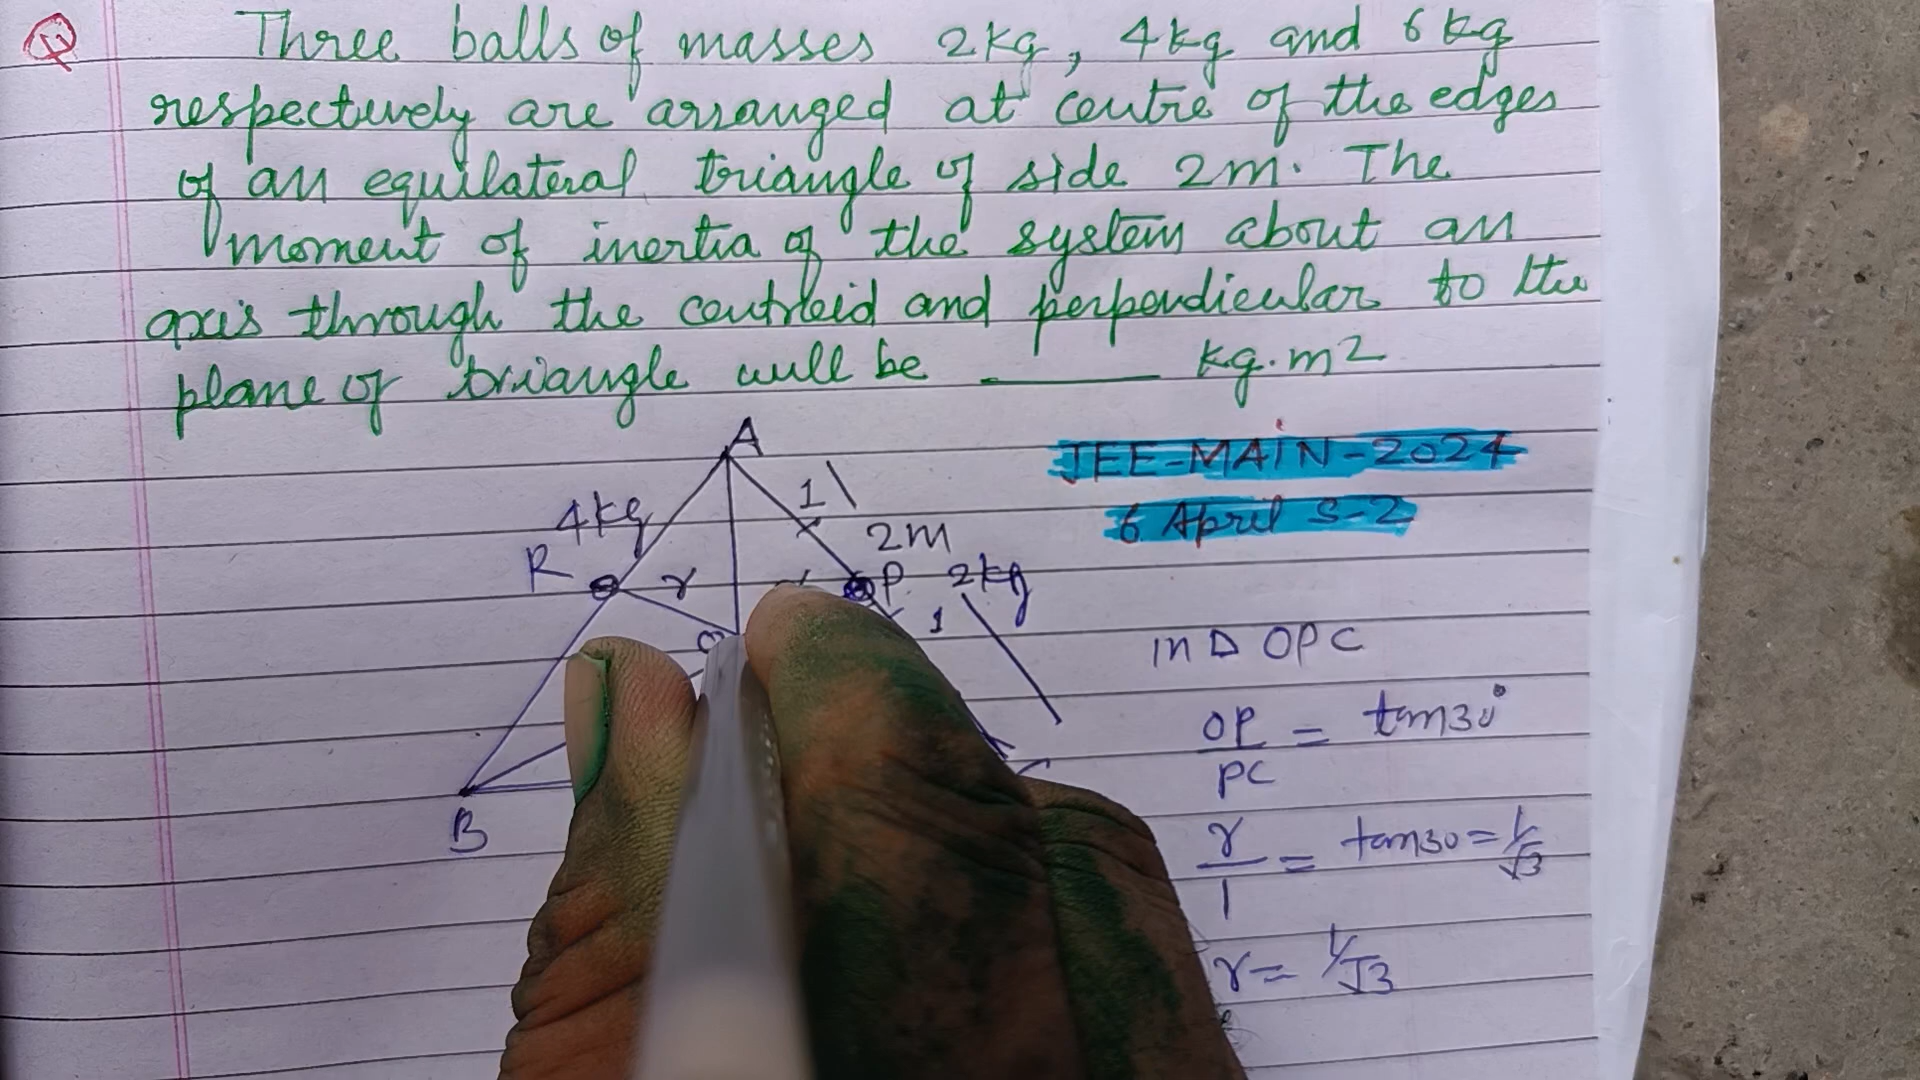 Q Three balls of masses 2kg, 4kg and 6kg
respectively are arranged at centre of the edges
of an equilateral triangle of side 2m. The
moment of inertia of the system about an
axis through the centroid and perpendicular to the
plane of triangle will be ______ kg.m2
A
JEE-MAIN-2024
6 April S-2
4kg
1
2m
R
r
P
2kg
1
O
in Δ OPC
OP/PC = tan30°
B
r/1 = tan30 = 1/√3
r = 1/√3